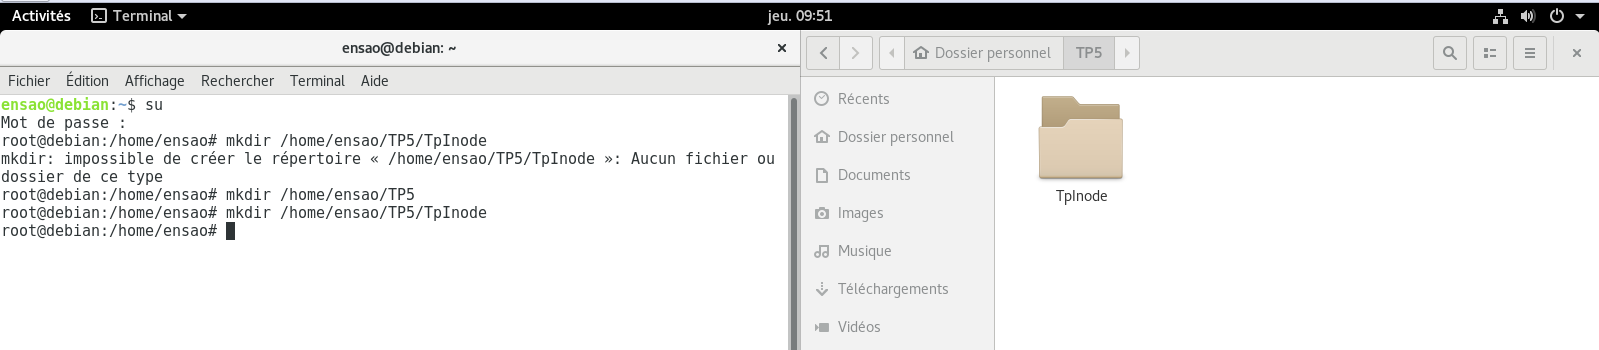 Activités Terminal jeu. 09:51
ensao@debian: ~ ×
Fichier Édition Affichage Rechercher Terminal Aide
ensao@debian:~$ su
Mot de passe :
root@debian:/home/ensao# mkdir /home/ensao/TP5/TpInode
mkdir: impossible de créer le répertoire « /home/ensao/TP5/TpInode »: Aucun fichier ou
dossier de ce type
root@debian:/home/ensao# mkdir /home/ensao/TP5
root@debian:/home/ensao# mkdir /home/ensao/TP5/TpInode
root@debian:/home/ensao#
Dossier personnel TP5
Récents
Dossier personnel
Documents
Images
Musique
Téléchargements
Vidéos
TpInode